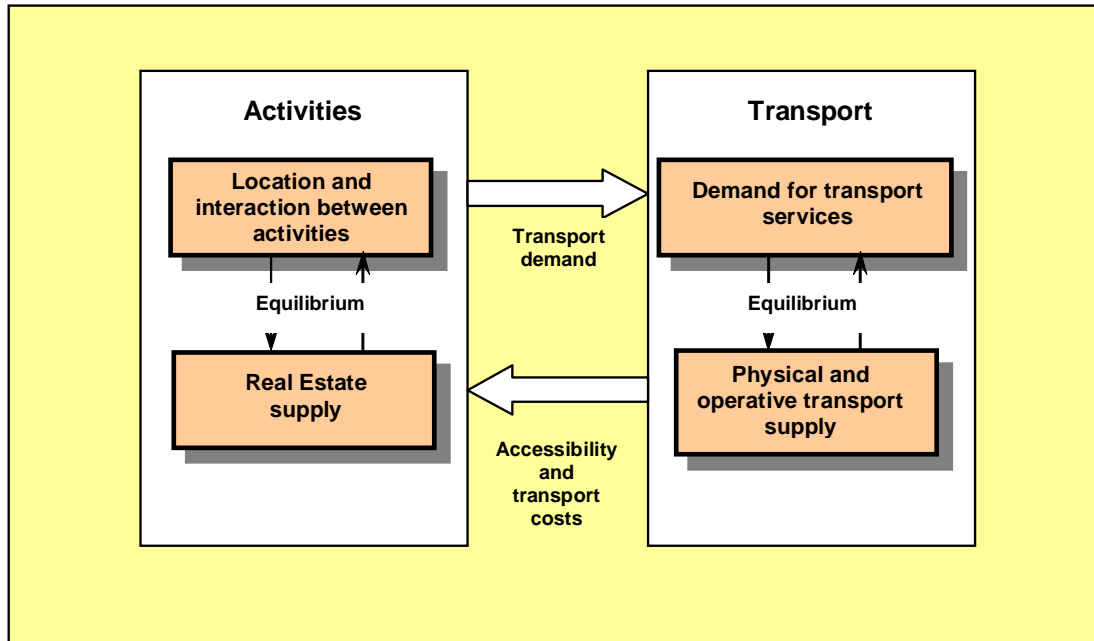 Activities
Location and
interaction between
activities
Equilibrium
Real Estate
supply
Transport
demand
Accessibility
and
transport
costs
Transport
Demand for transport
services
Equilibrium
Physical and
operative transport
supply